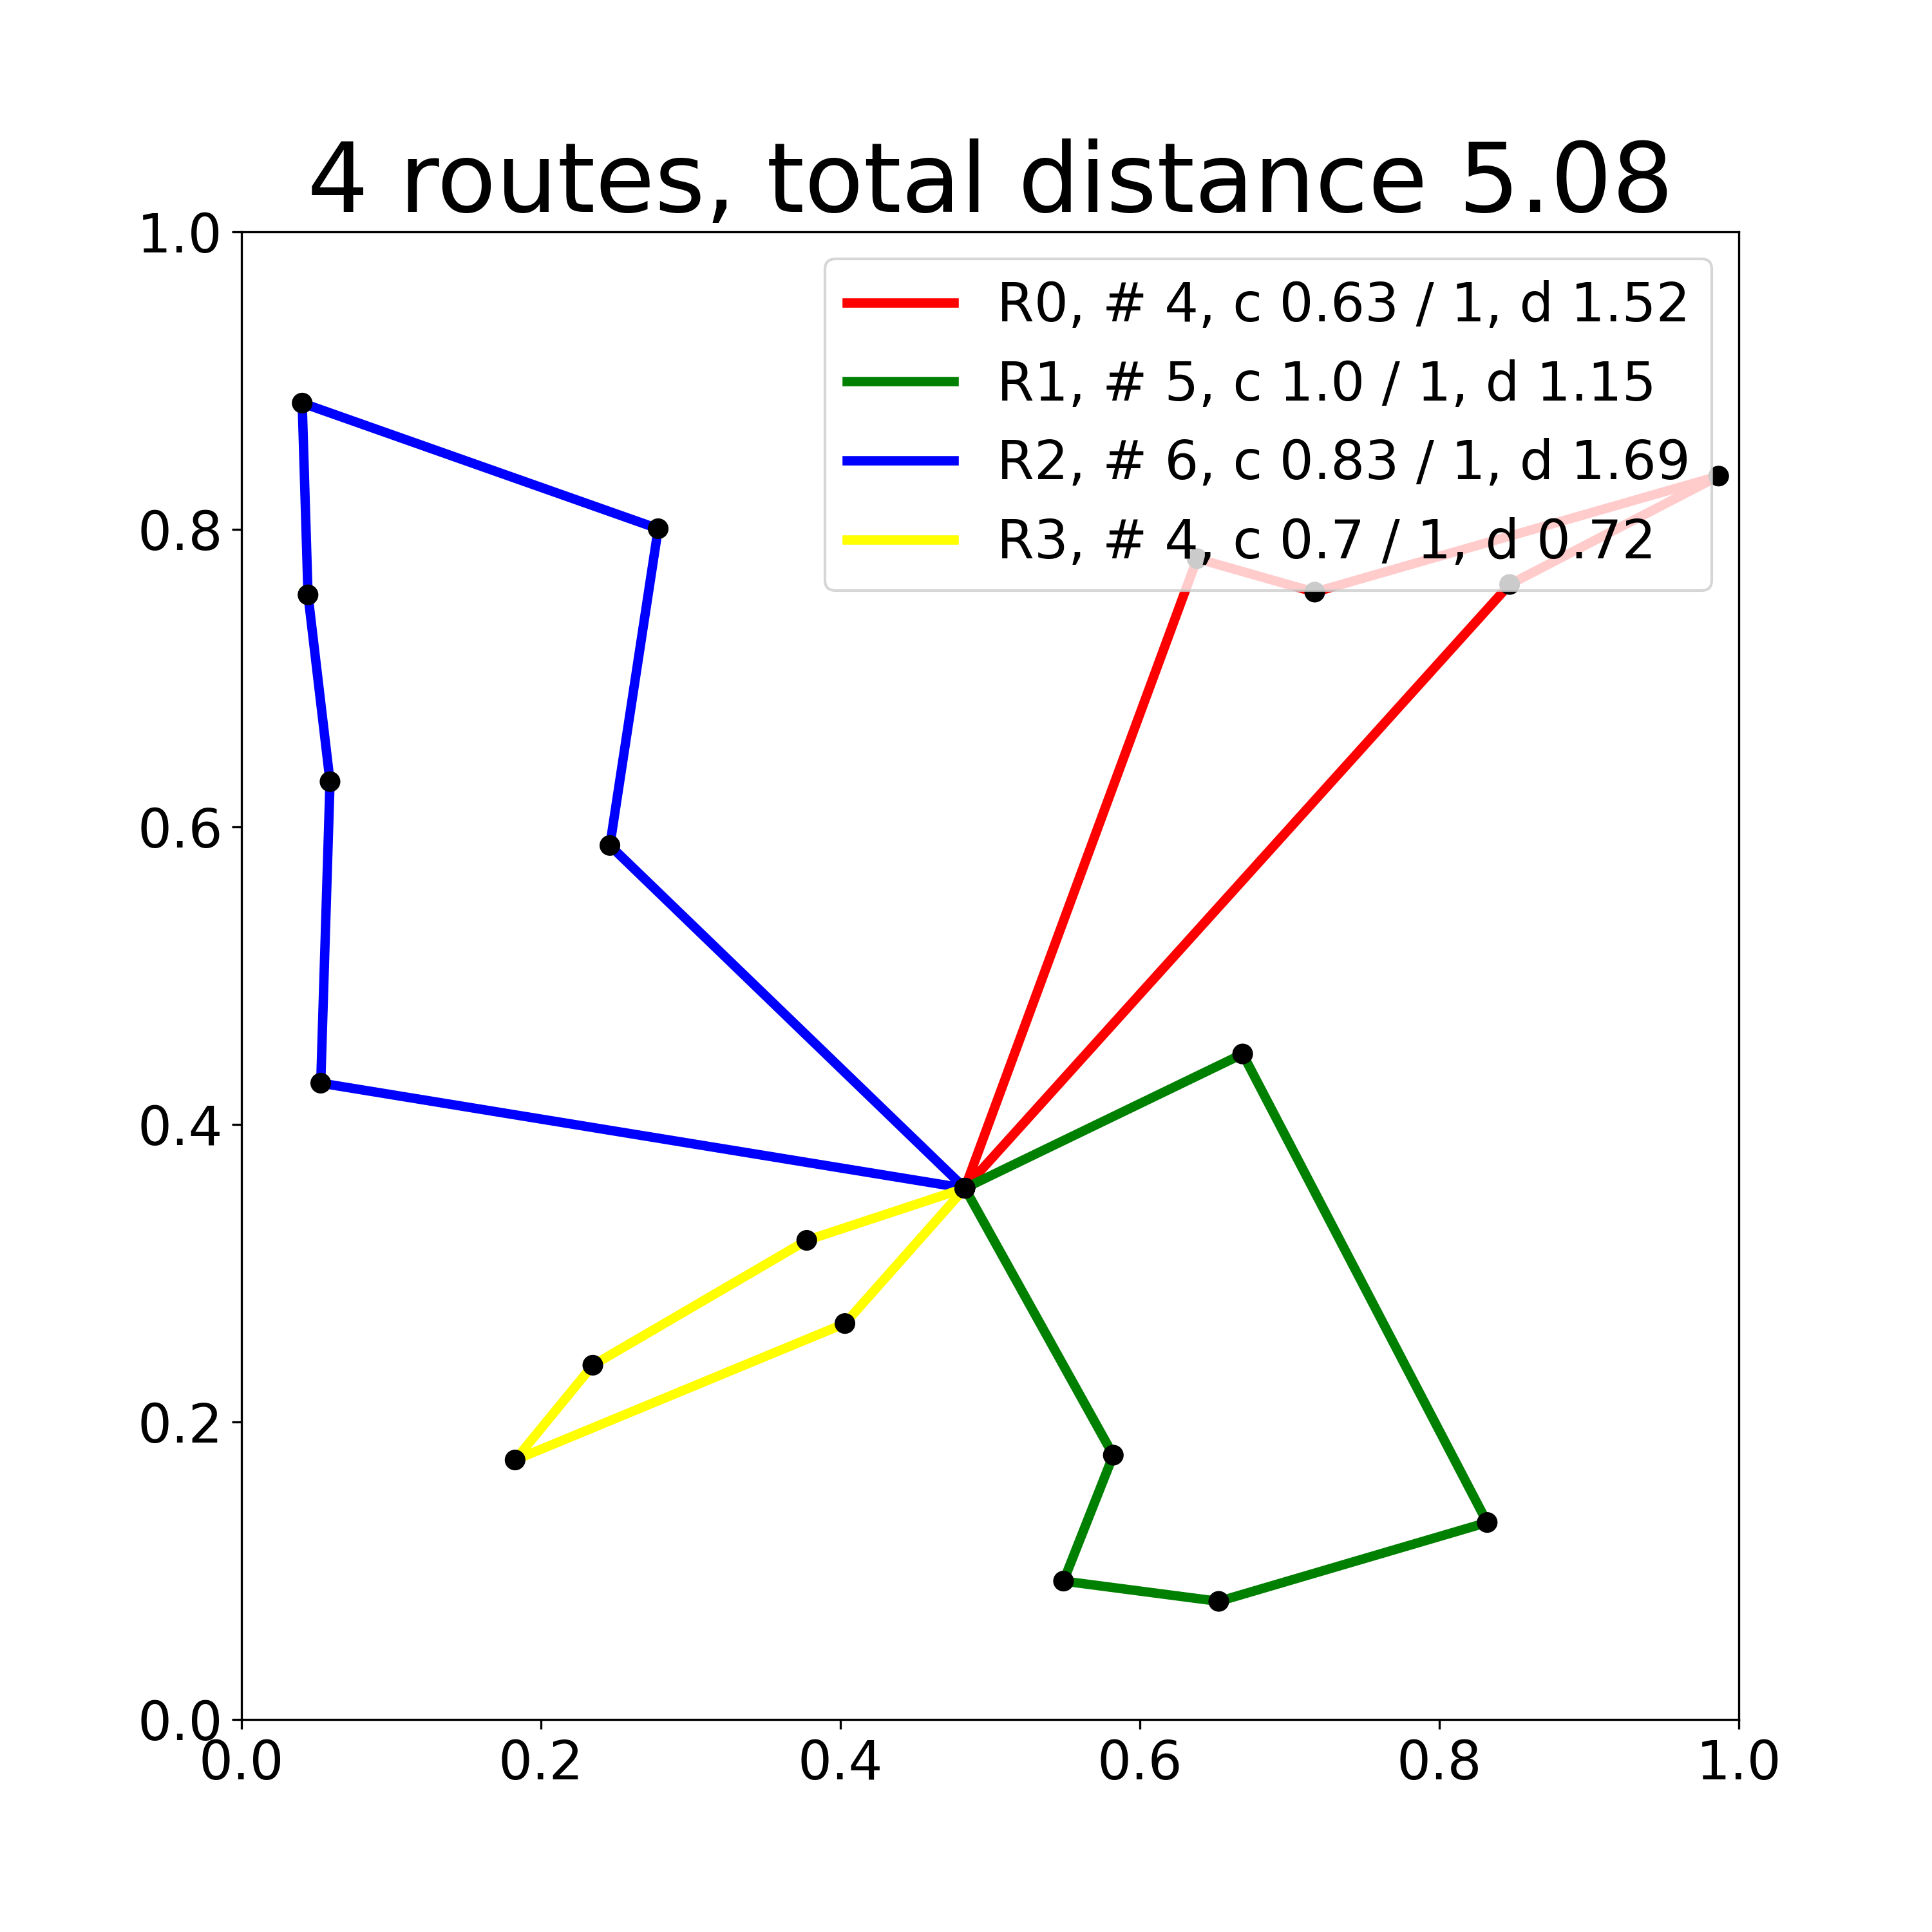 4 routes, total distance 5.08
1.0
R0, # 4, c 0.63 / 1, d 1.52
R1, # 5, c 1.0 / 1, d 1.15
R2, # 6, c 0.83 / 1, d 1.69
R3, # 4, c 0.7 / 1, d 0.72
0.8
0.6
0.4
0.2
0.0
0.0 0.2 0.4 0.6 0.8 1.0